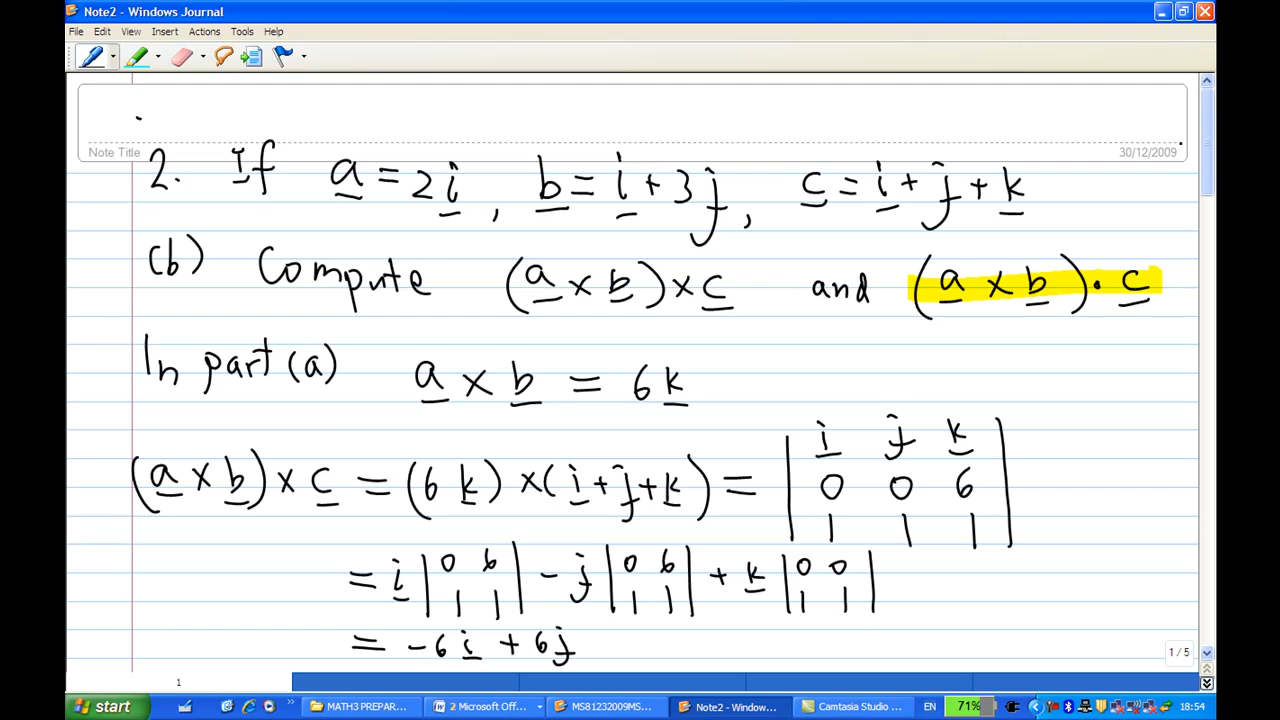 Note2 - Windows Journal
File Edit View Insert Actions Tools Help
Note Title 30/12/2009
2. If a = 2i, b = i + 3j, c = i + j + k
(b) Compute (a × b) × c and (a × b) · c
In part (a) a × b = 6k
i j k
(a × b) × c = (6k) × (i + j + k) = | 0 0 6 |
1 1 1
= i | 0 6 | - j | 0 6 | + k | 0 0 |
1 1 1 1 1 1
= -6i + 6j
1 / 5
1
start MATH3 PREPAR... 2 Microsoft Off... MS81232009MS... Note2 - Window... Camtasia Studio ... EN 71% 18:54